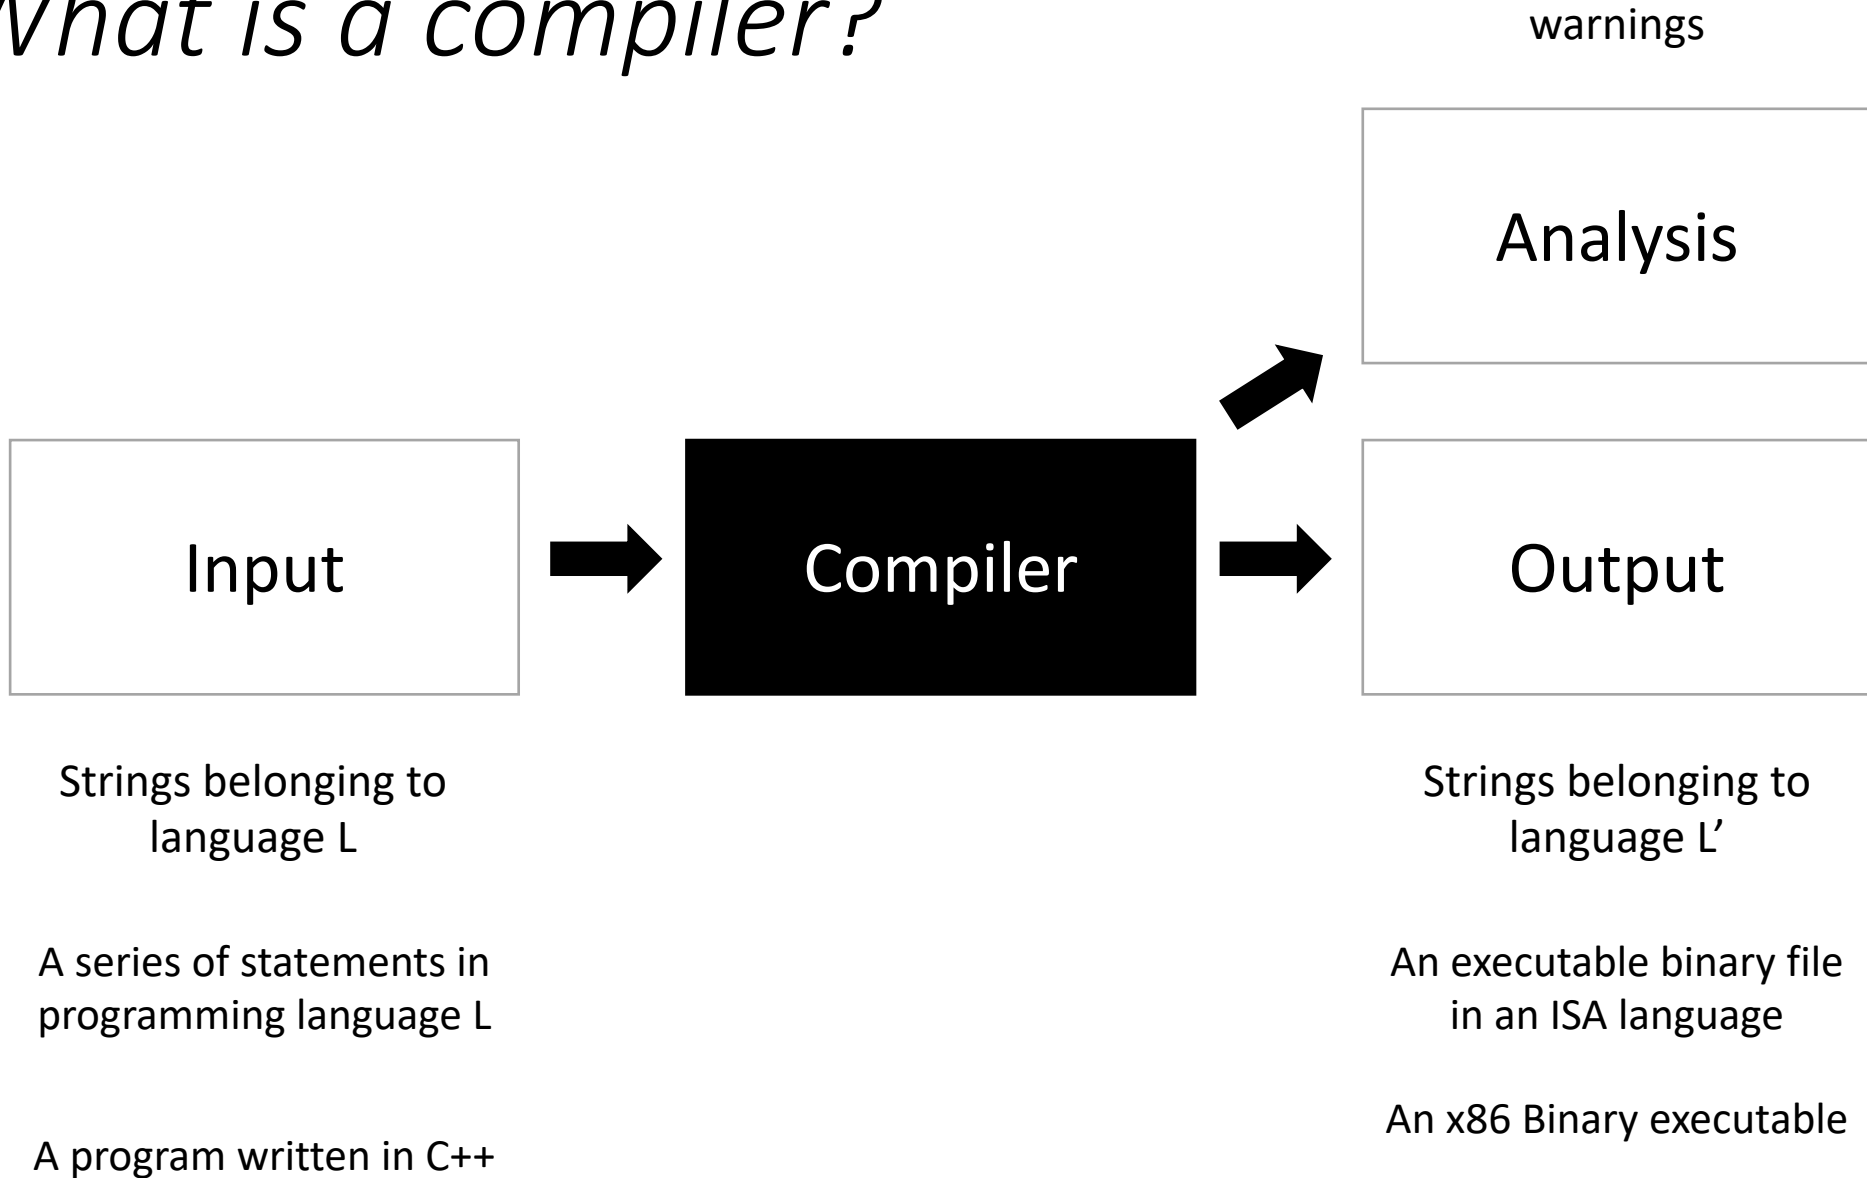 What is a compiler?
warnings
Analysis
Input
Compiler
Output
Strings belonging to
language L
Strings belonging to
language L’
A series of statements in
programming language L
An executable binary file
in an ISA language
An x86 Binary executable
A program written in C++